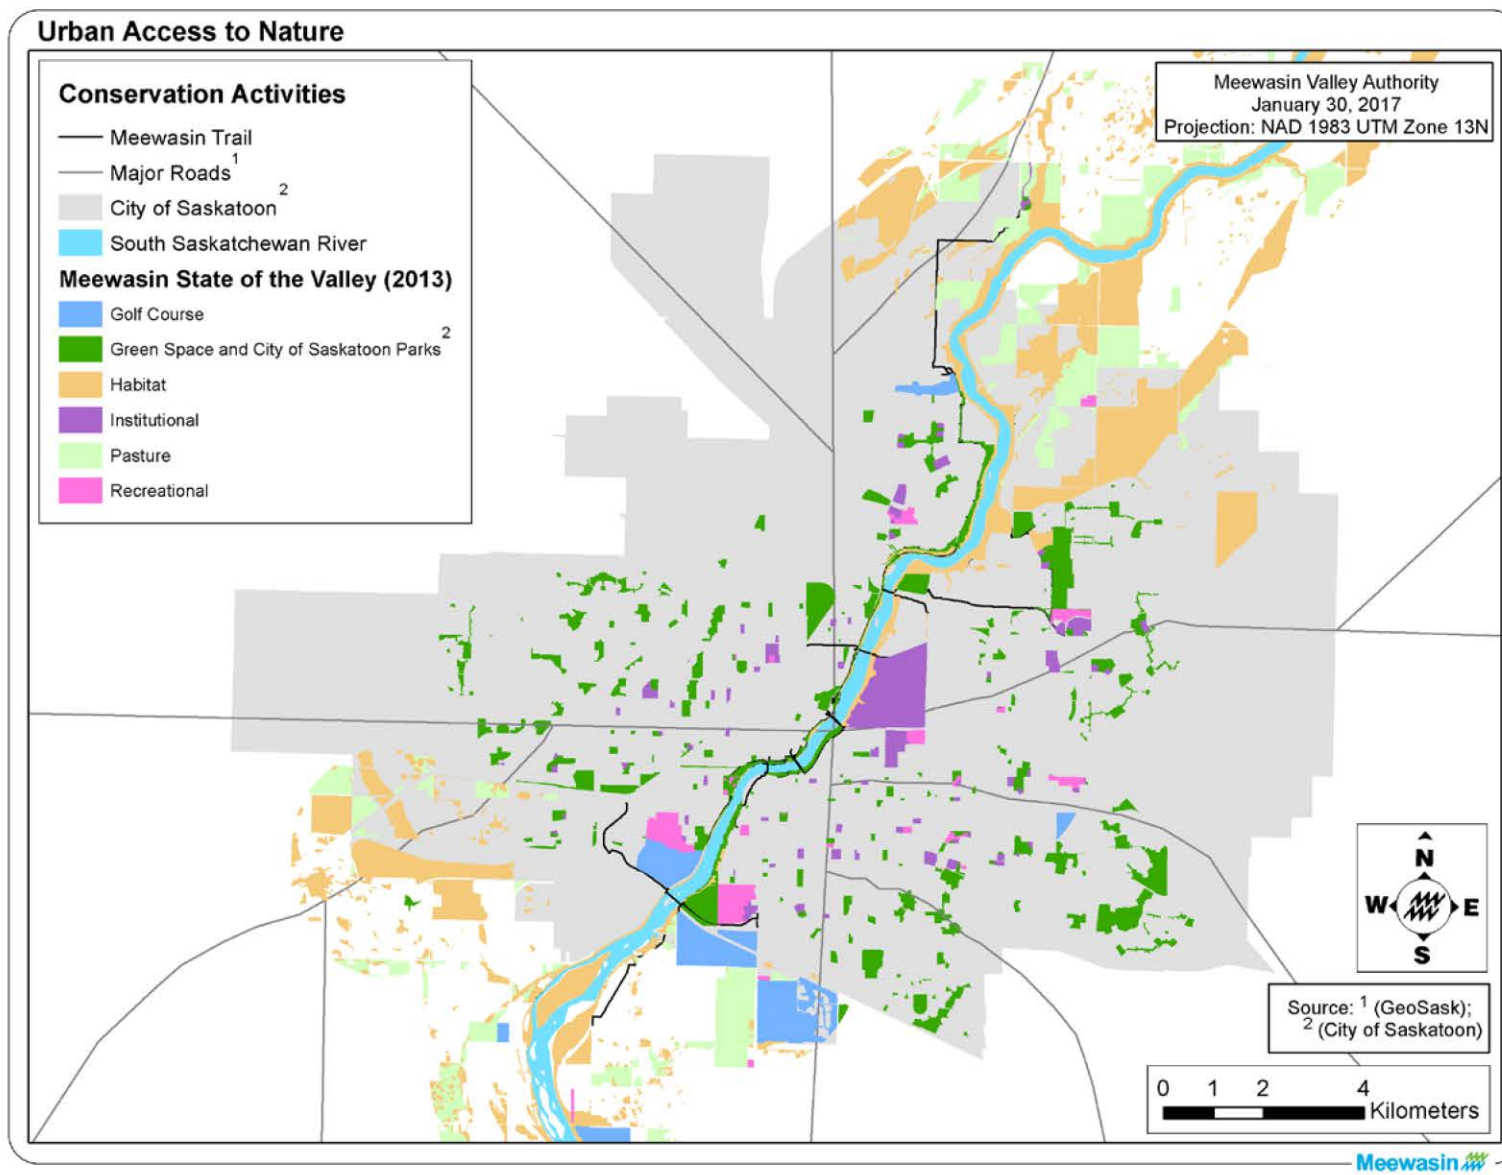 Urban Access to Nature
Conservation Activities
Meewasin Trail
Major Roads 1
City of Saskatoon 2
South Saskatchewan River
Meewasin State of the Valley (2013)
Golf Course
Green Space and City of Saskatoon Parks 2
Habitat
Institutional
Pasture
Recreational
Meewasin Valley Authority
January 30, 2017
Projection: NAD 1983 UTM Zone 13N
N
W E
S
Source: 1 (GeoSask);
2 (City of Saskatoon)
0 1 2 4
Kilometers
Meewasin